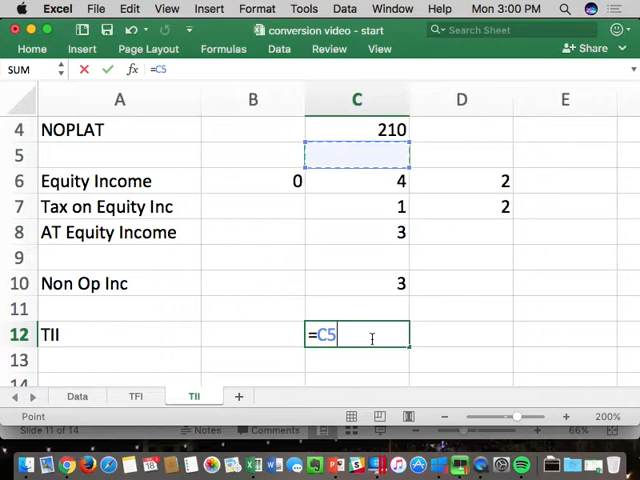 Excel File Edit View Insert Format Tools Data Window Help Mon 3:00 PM
conversion video - start
Search Sheet
Home Insert Page Layout Formulas Data Review View Share
SUM fx =C5
A B C D E
4 NOPLAT 210
5
6 Equity Income 0 4 2
7 Tax on Equity Inc 1 2
8 AT Equity Income 3
9
10 Non Op Inc 3
11
12 TII =C5
13
14
Data TFI TII +
Point 200%
Slide 11 of 14 Notes Comments 66%